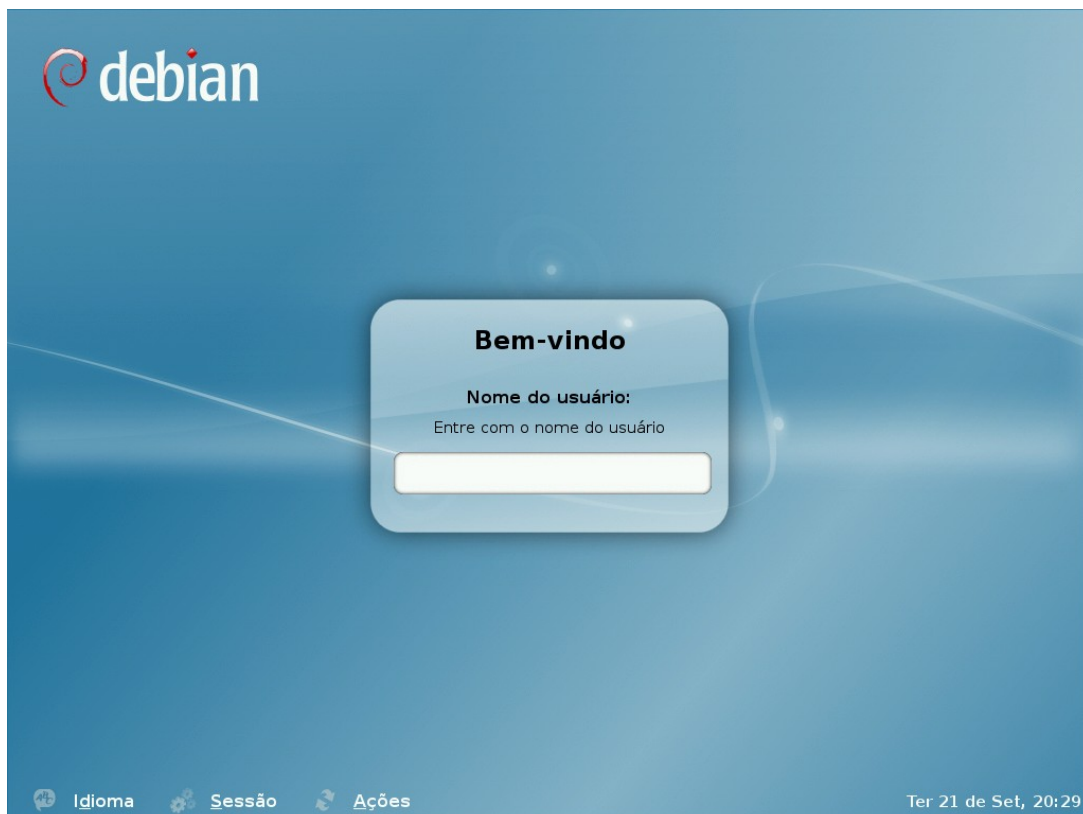 debian
Bem-vindo
Nome do usuário:
Entre com o nome do usuário
Idioma Sessão Ações Ter 21 de Set, 20:29